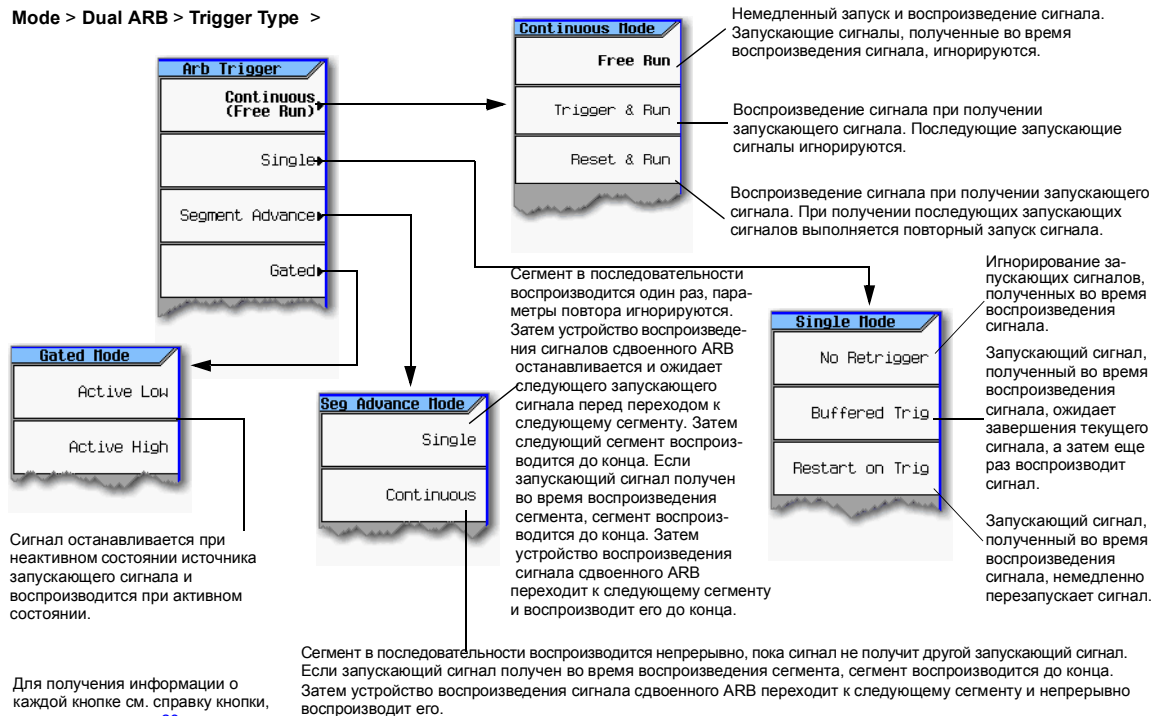 Mode > Dual ARB > Trigger Type >
Arb Trigger
Continuous
(Free Run)
Single
Segment Advance
Gated
Continuous Mode
Free Run
Trigger & Run
Reset & Run
Немедленный запуск и воспроизведение сигнала.
Запускающие сигналы, полученные во время
воспроизведения сигнала, игнорируются.
Воспроизведение сигнала при получении
запускающего сигнала. Последующие запускающие
сигналы игнорируются.
Воспроизведение сигнала при получении запускающего
сигнала. При получении последующих запускающих
сигналов выполняется повторный запуск сигнала.
Gated Mode
Active Low
Active High
Сигнал останавливается при
неактивном состоянии источника
запускающего сигнала и
воспроизводится при активном
состоянии.
Seg Advance Mode
Single
Continuous
Сегмент в последовательности
воспроизводится один раз, пара-
метры повтора игнорируются.
Затем устройство воспроизведе-
ния сигналов сдвоенного ARB
останавливается и ожидает
следующего запускающего
сигнала перед переходом к
следующему сегменту. Затем
следующий сегмент воспроиз-
водится до конца. Если
запускающий сигнал получен
во время воспроизведения
сегмента, сегмент воспроиз-
водится до конца. Затем
устройство воспроизведения
сигнала сдвоенного ARB
переходит к следующему сегменту
и воспроизводит его до конца.
Single Mode
No Retrigger
Buffered Trig
Restart on Trig
Игнорирование за-
пускающих сигналов,
полученных во время
воспроизведения
сигнала.
Запускающий сигнал,
полученный во время
воспроизведения
сигнала, ожидает
завершения текущего
сигнала, а затем еще
раз воспроизводит
сигнал.
Запускающий сигнал,
полученный во время
воспроизведения
сигнала, немедленно
перезапускает сигнал.
Сегмент в последовательности воспроизводится непрерывно, пока сигнал не получит другой запускающий сигнал.
Если запускающий сигнал получен во время воспроизведения сегмента, сегмент воспроизводится до конца.
Затем устройство воспроизведения сигнала сдвоенного ARB переходит к следующему сегменту и непрерывно
воспроизводит его.
Для получения информации о
каждой кнопке см. справку кнопки,